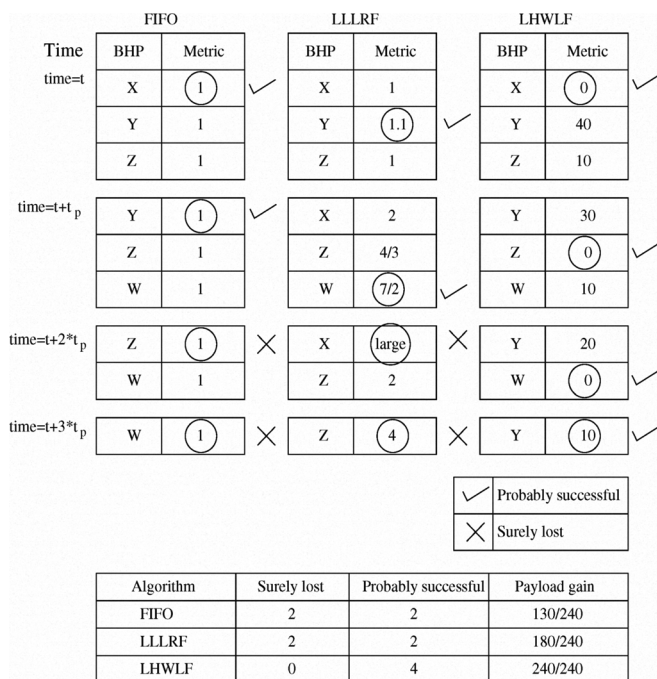 FIFO LLLRF LHWLF
Time BHP Metric BHP Metric BHP Metric
time=t X 1 X 1 X 0
Y 1 Y 1.1 Y 40
Z 1 Z 1 Z 10
time=t+t p Y 1 X 2 Y 30
Z 1 Z 4/3 Z 0
W 1 W 7/2 W 10
time=t+2*t p Z 1 X large Y 20
W 1 Z 2 W 0
time=t+3*t p W 1 Z 4 Y 10
Probably successful
Surely lost
Algorithm Surely lost Probably successful Payload gain
FIFO 2 2 130/240
LLLRF 2 2 180/240
LHWLF 0 4 240/240